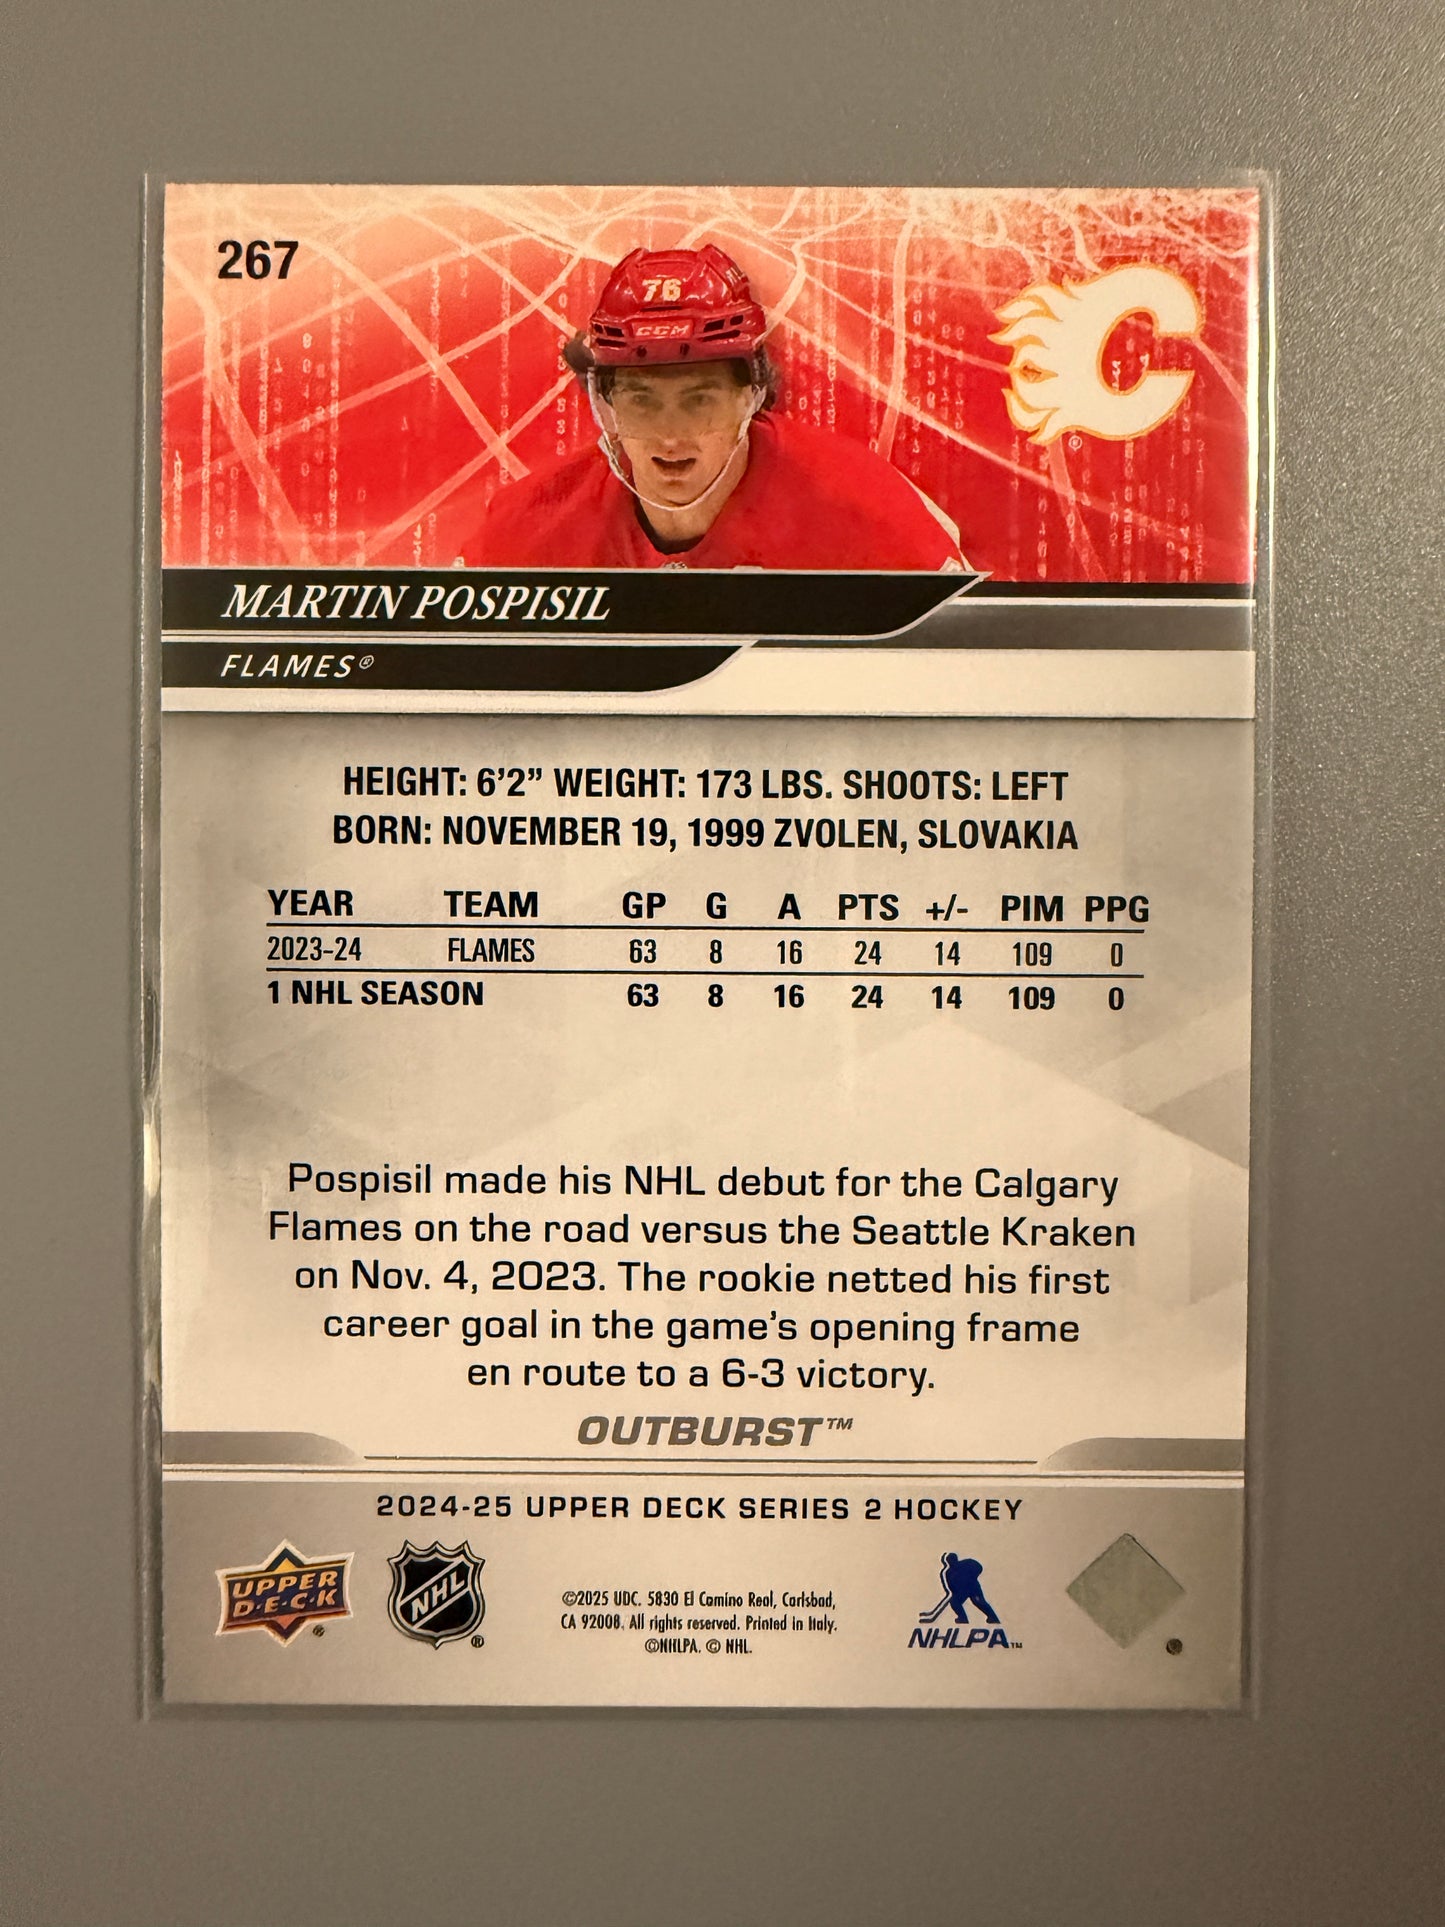 267
76
CCM
MARTIN POSPISIL
FLAMES®
HEIGHT: 6'2” WEIGHT: 173 LBS. SHOOTS: LEFT
BORN: NOVEMBER 19, 1999 ZVOLEN, SLOVAKIA
YEAR TEAM GP G A PTS +/- PIM PPG
2023-24 FLAMES 63 8 16 24 14 109 0
1 NHL SEASON 63 8 16 24 14 109 0
Pospisil made his NHL debut for the Calgary
Flames on the road versus the Seattle Kraken
on Nov. 4, 2023. The rookie netted his first
career goal in the game's opening frame
en route to a 6-3 victory.
OUTBURST™
2024-25 UPPER DECK SERIES 2 HOCKEY
UPPER
D·E·C·K ®
NHL ®
©2025 UDC. 5830 El Camino Real, Carlsbad,
CA 92008. All rights reserved. Printed in Italy.
©NHLPA. © NHL.
NHLPA™